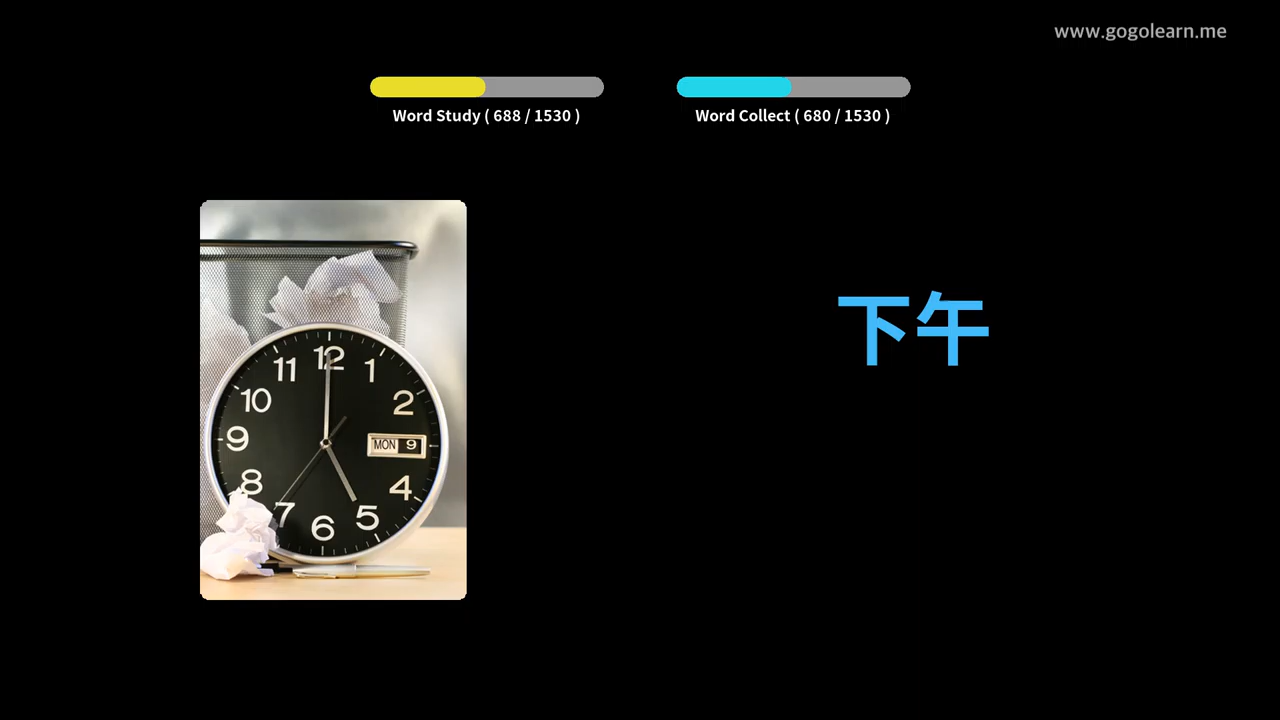 www.gogolearn.me
Word Study ( 688 / 1530 )
Word Collect ( 680 / 1530 )
下午
12
1
2
MON 9
4
5
6
7
8
9
10
11